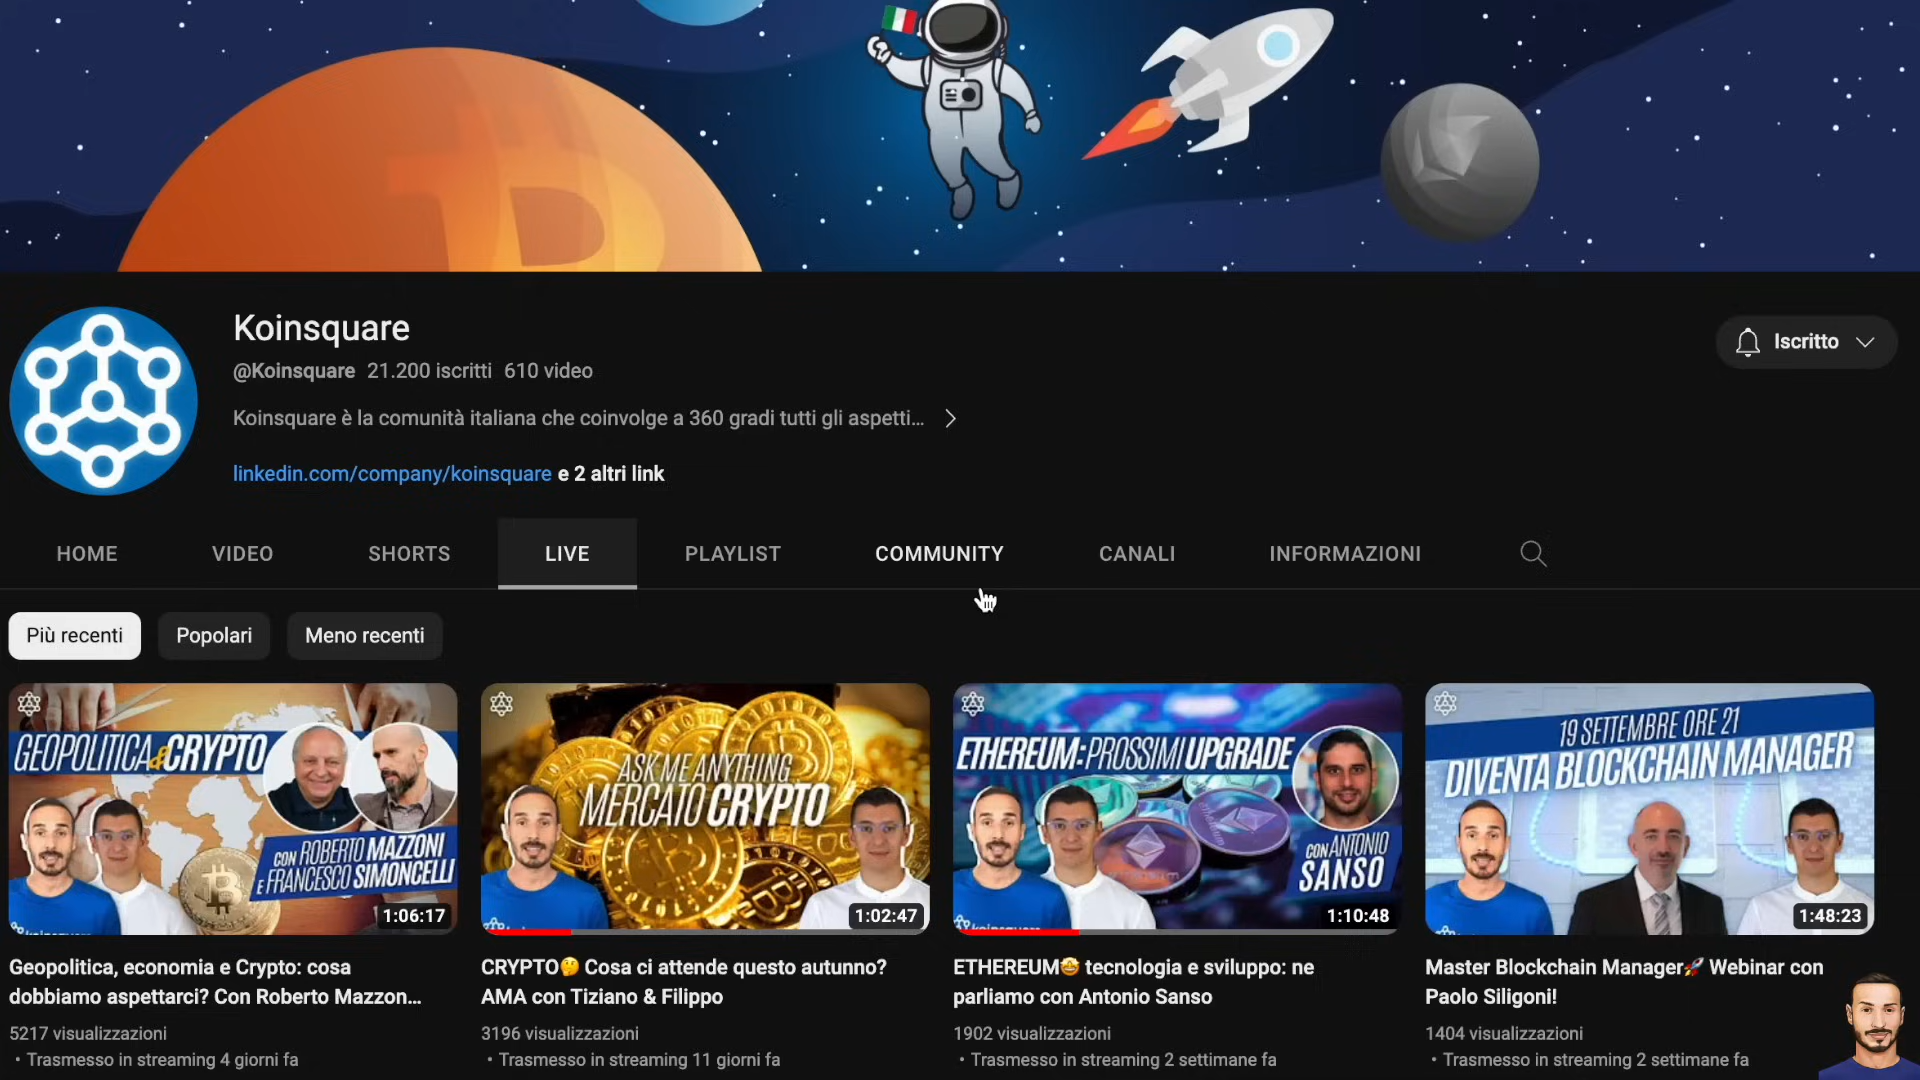 Koinsquare
@Koinsquare 21.200 iscritti 610 video
Koinsquare è la comunità italiana che coinvolge a 360 gradi tutti gli aspetti...
linkedin.com/company/koinsquare e 2 altri link
Iscritto
HOME VIDEO SHORTS LIVE PLAYLIST COMMUNITY CANALI INFORMAZIONI
Più recenti Popolari Meno recenti
GEOPOLITICA & CRYPTO
CON ROBERTO MAZZONI
E FRANCESCO SIMONCELLI
1:06:17
Geopolitica, economia e Crypto: cosa
dobbiamo aspettarci? Con Roberto Mazzon...
5217 visualizzazioni
• Trasmesso in streaming 4 giorni fa
ASK ME ANYTHING
MERCATO CRYPTO
1:02:47
CRYPTO🤔 Cosa ci attende questo autunno?
AMA con Tiziano & Filippo
3196 visualizzazioni
• Trasmesso in streaming 11 giorni fa
ETHEREUM: PROSSIMI UPGRADE
CON ANTONIO
SANSO
1:10:48
ETHEREUM🤩 tecnologia e sviluppo: ne
parliamo con Antonio Sanso
1902 visualizzazioni
• Trasmesso in streaming 2 settimane fa
19 SETTEMBRE ORE 21
DIVENTA BLOCKCHAIN MANAGER
1:48:23
Master Blockchain Manager🚀 Webinar con
Paolo Siligoni!
1404 visualizzazioni
• Trasmesso in streaming 2 settimane fa